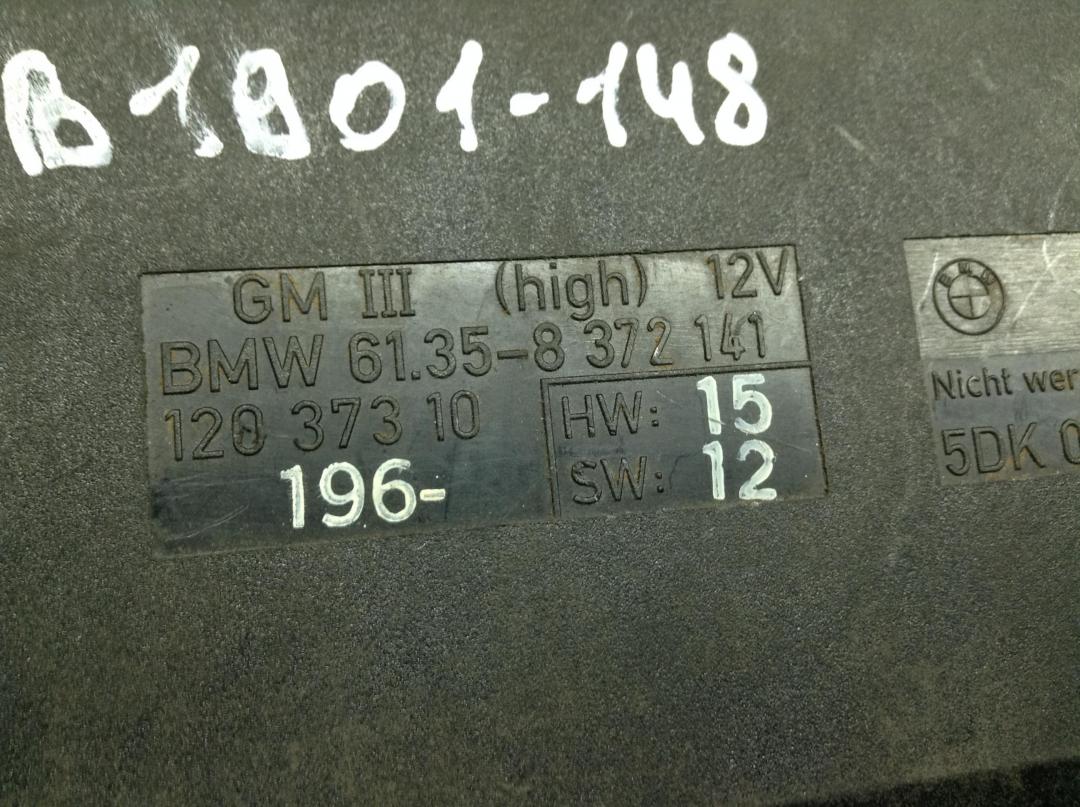 B1801-148
GM III (high) 12V
BMW 61.35-8 372 141
120 373 10
HW: 15
196-
SW: 12
BMW
Nicht wer
5DK 0